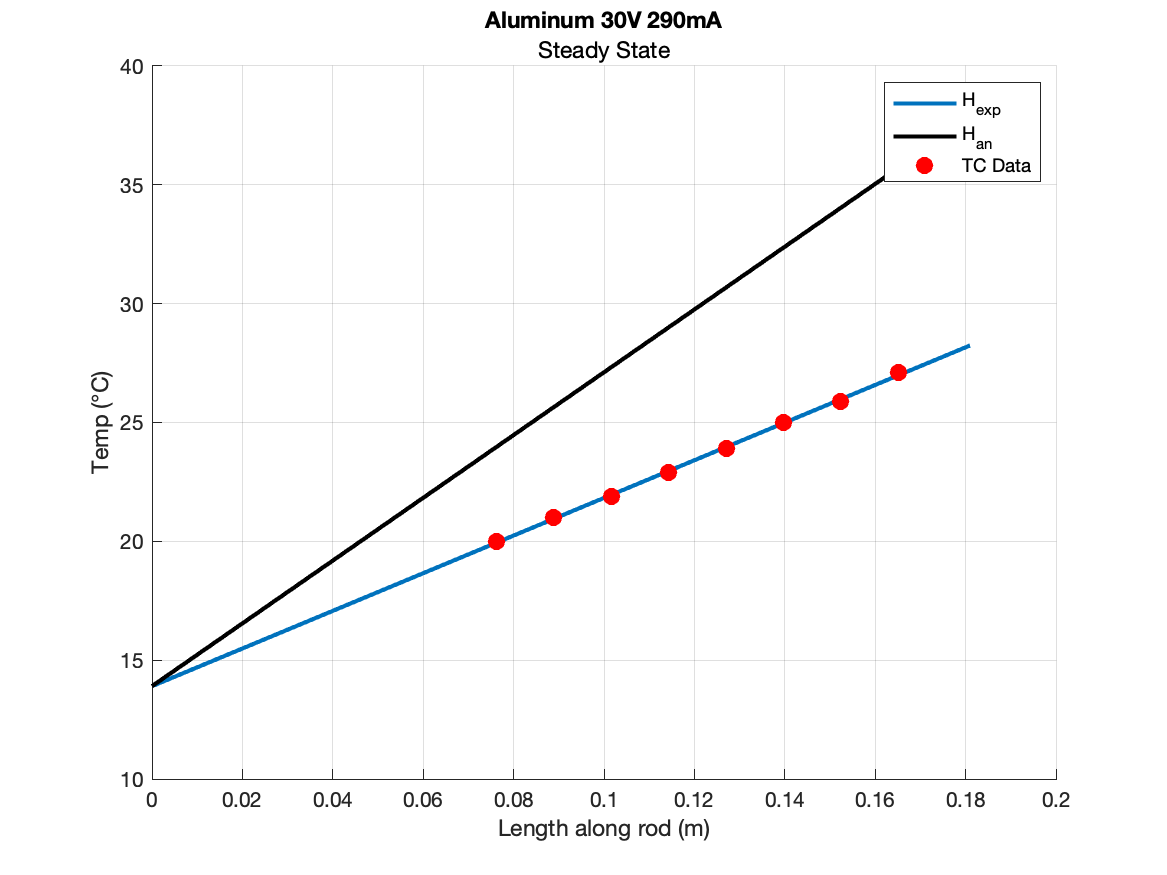 Aluminum 30V 290mA
Steady State
40
35
30
25
20
15
10
Temp (°C)
0
0.02
0.04
0.06
0.08
0.1
0.12
0.14
0.16
0.18
0.2
Length along rod (m)
H_exp
H_an
TC Data